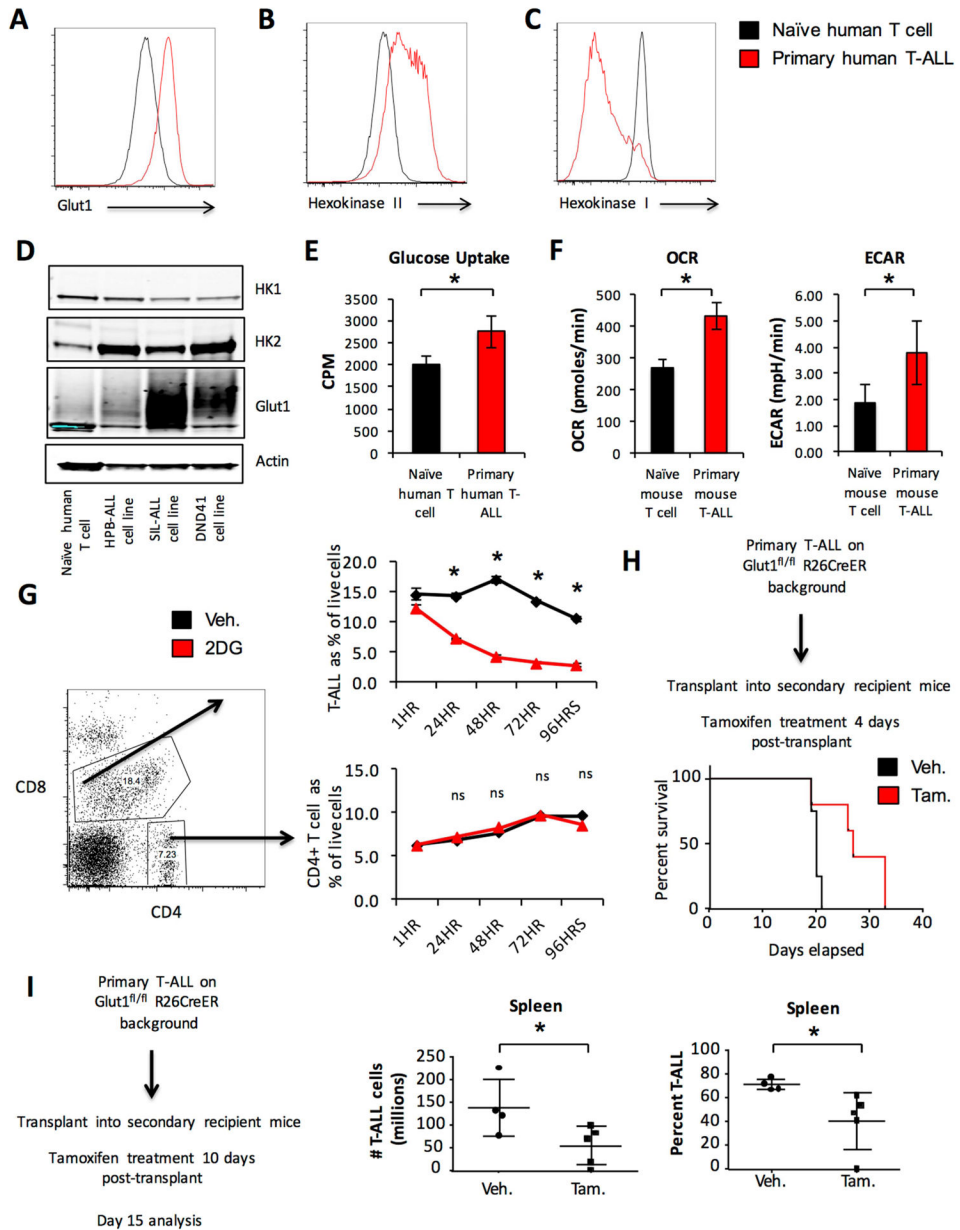 A
B
C
Naïve human T cell
Primary human T-ALL
Glut1
Hexokinase II
Hexokinase I
D
HK1
HK2
Glut1
Actin
Naïve human
T cell
HPB-ALL
cell line
SIL-ALL
cell line
DND41
cell line
E
Glucose Uptake
*
CPM
3500
3000
2500
2000
1500
1000
500
0
Naïve
human T
cell
Primary
human T-
ALL
F
OCR
*
OCR (pmoles/min)
500
400
300
200
100
0
Naïve
mouse
T cell
Primary
mouse
T-ALL
ECAR
*
ECAR (mpH/min)
6.00
5.00
4.00
3.00
2.00
1.00
0.00
Naïve
mouse
T cell
Primary
mouse
T-ALL
G
Veh.
2DG
CD8
18.4
7.23
CD4
T-ALL as % of live cells
20.0
15.0
10.0
5.0
0.0
* * * *
1HR
24HR
48HR
72HR
96HRS
CD4+ T cell as
% of live cells
15.0
10.0
5.0
0.0
ns ns ns ns
1HR
24HR
48HR
72HR
96HRS
H
Primary T-ALL on
Glut1fl/fl R26CreER
background
Transplant into secondary recipient mice
Tamoxifen treatment 4 days
post-transplant
Veh.
Tam.
Percent survival
100
50
0
0 10 20 30 40
Days elapsed
I
Primary T-ALL on
Glut1fl/fl R26CreER
background
Transplant into secondary recipient mice
Tamoxifen treatment 10 days
post-transplant
Day 15 analysis
Spleen
*
# T-ALL cells
(millions)
250
200
150
100
50
0
Veh. Tam.
Spleen
*
Percent T-ALL
100
80
60
40
20
0
Veh. Tam.